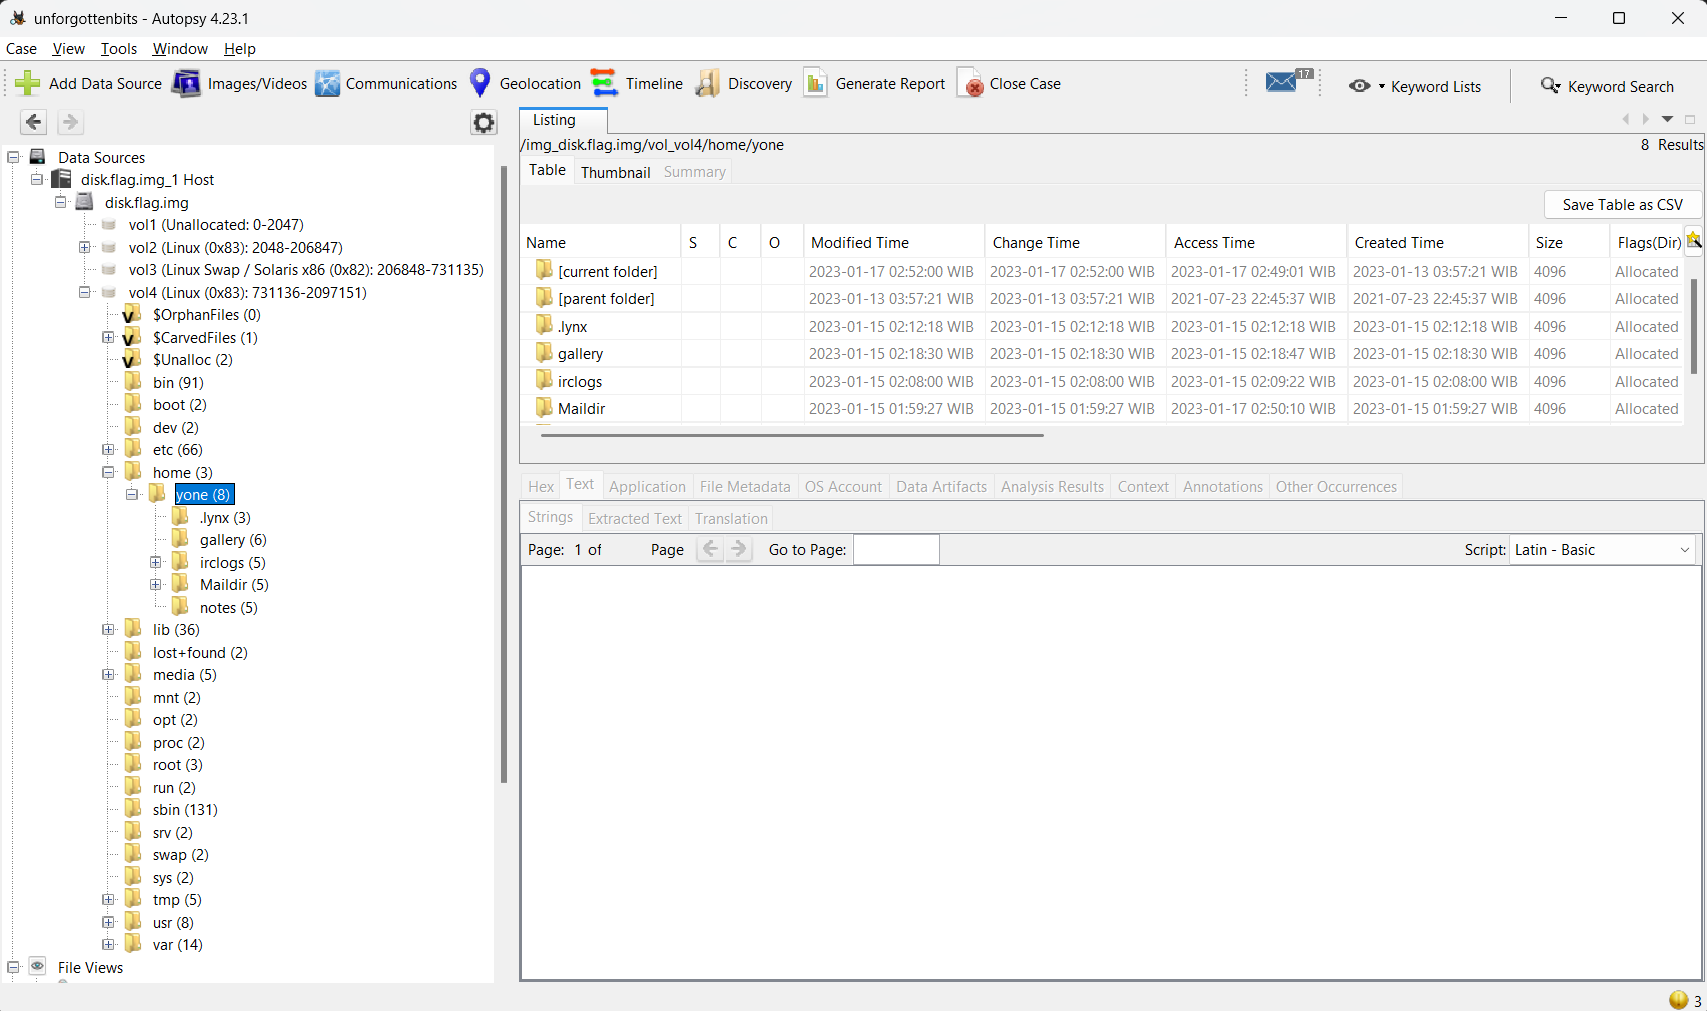 unforgottenbits - Autopsy 4.23.1
Case View Tools Window Help
Add Data Source Images/Videos Communications Geolocation Timeline Discovery Generate Report Close Case 17 Keyword Lists Keyword Search
Data Sources
disk.flag.img_1 Host
disk.flag.img
vol1 (Unallocated: 0-2047)
vol2 (Linux (0x83): 2048-206847)
vol3 (Linux Swap / Solaris x86 (0x82): 206848-731135)
vol4 (Linux (0x83): 731136-2097151)
$OrphanFiles (0)
$CarvedFiles (1)
$Unalloc (2)
bin (91)
boot (2)
dev (2)
etc (66)
home (3)
yone (8)
.lynx (3)
gallery (6)
irclogs (5)
Maildir (5)
notes (5)
lib (36)
lost+found (2)
media (5)
mnt (2)
opt (2)
proc (2)
root (3)
run (2)
sbin (131)
srv (2)
swap (2)
sys (2)
tmp (5)
usr (8)
var (14)
File Views
Listing
/img_disk.flag.img/vol_vol4/home/yone 8 Results
Table Thumbnail Summary
Save Table as CSV
Name S C O Modified Time Change Time Access Time Created Time Size Flags(Dir)
[current folder] 2023-01-17 02:52:00 WIB 2023-01-17 02:52:00 WIB 2023-01-17 02:49:01 WIB 2023-01-13 03:57:21 WIB 4096 Allocated
[parent folder] 2023-01-13 03:57:21 WIB 2023-01-13 03:57:21 WIB 2021-07-23 22:45:37 WIB 2021-07-23 22:45:37 WIB 4096 Allocated
.lynx 2023-01-15 02:12:18 WIB 2023-01-15 02:12:18 WIB 2023-01-15 02:12:18 WIB 2023-01-15 02:12:18 WIB 4096 Allocated
gallery 2023-01-15 02:18:30 WIB 2023-01-15 02:18:30 WIB 2023-01-15 02:18:47 WIB 2023-01-15 02:18:30 WIB 4096 Allocated
irclogs 2023-01-15 02:08:00 WIB 2023-01-15 02:08:00 WIB 2023-01-15 02:09:22 WIB 2023-01-15 02:08:00 WIB 4096 Allocated
Maildir 2023-01-15 01:59:27 WIB 2023-01-15 01:59:27 WIB 2023-01-17 02:50:10 WIB 2023-01-15 01:59:27 WIB 4096 Allocated
Hex Text Application File Metadata OS Account Data Artifacts Analysis Results Context Annotations Other Occurrences
Strings Extracted Text Translation
Page: 1 of Page Go to Page: Script: Latin - Basic
3